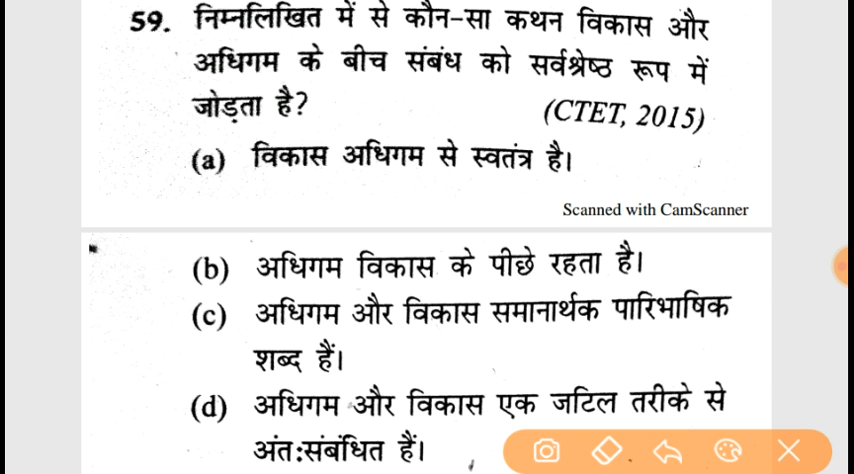 59. निम्नलिखित में से कौन-सा कथन विकास और
अधिगम के बीच संबंध को सर्वश्रेष्ठ रूप में
जोड़ता है? (CTET, 2015)
(a) विकास अधिगम से स्वतंत्र है।
Scanned with CamScanner
(b) अधिगम विकास के पीछे रहता है।
(c) अधिगम और विकास समानार्थक पारिभाषिक
शब्द हैं।
(d) अधिगम और विकास एक जटिल तरीके से
अंत:संबंधित हैं।